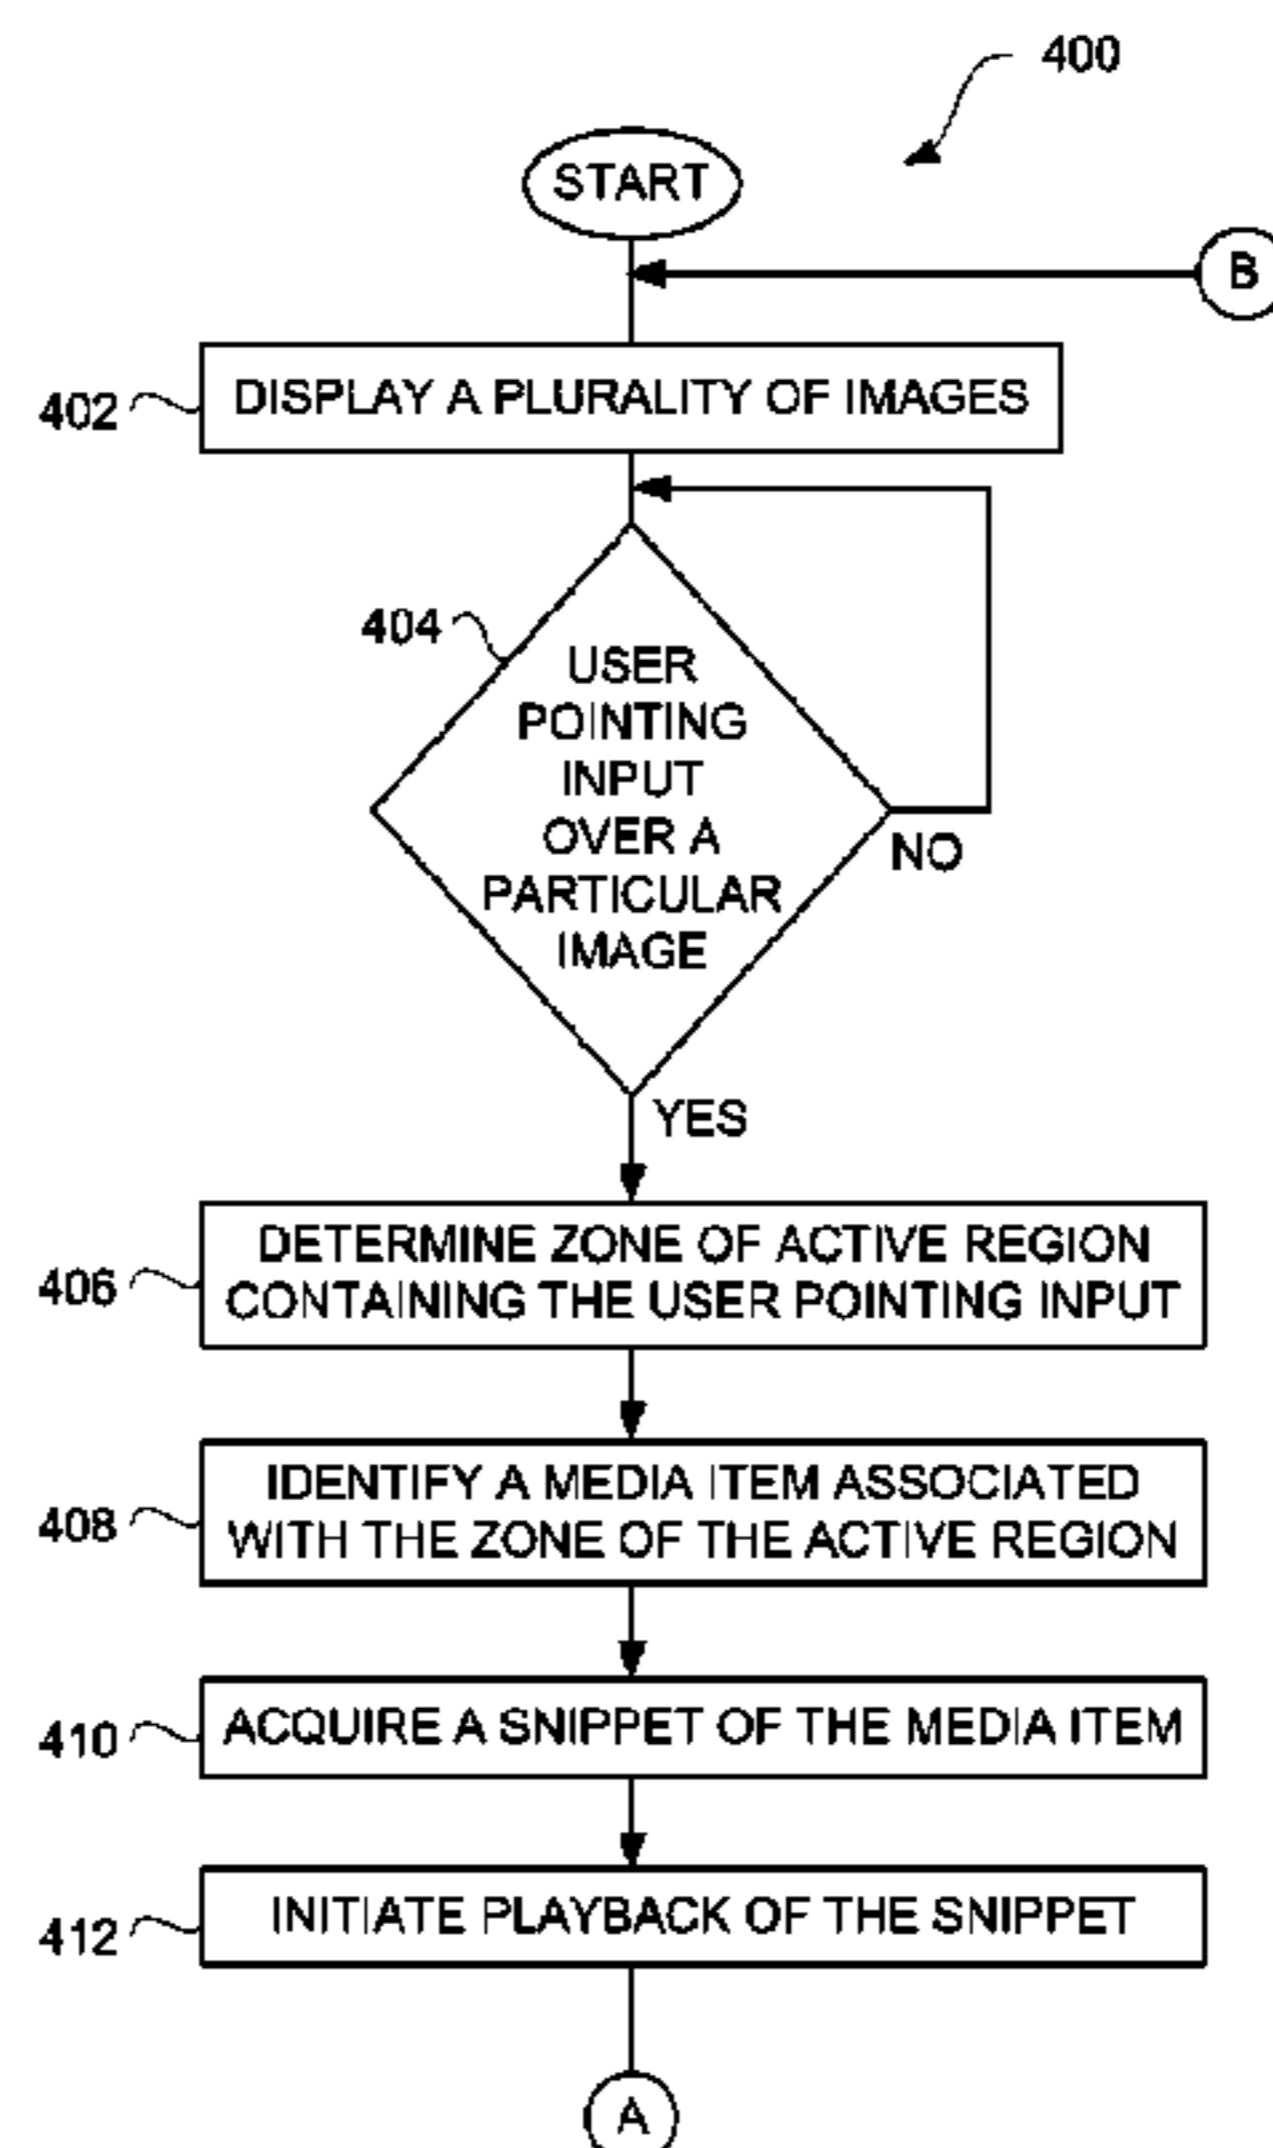 400
START
B
402
DISPLAY A PLURALITY OF IMAGES
404
USER
POINTING
INPUT
OVER A
PARTICULAR
IMAGE
NO
YES
406
DETERMINE ZONE OF ACTIVE REGION
CONTAINING THE USER POINTING INPUT
408
IDENTIFY A MEDIA ITEM ASSOCIATED
WITH THE ZONE OF THE ACTIVE REGION
410
ACQUIRE A SNIPPET OF THE MEDIA ITEM
412
INITIATE PLAYBACK OF THE SNIPPET
A